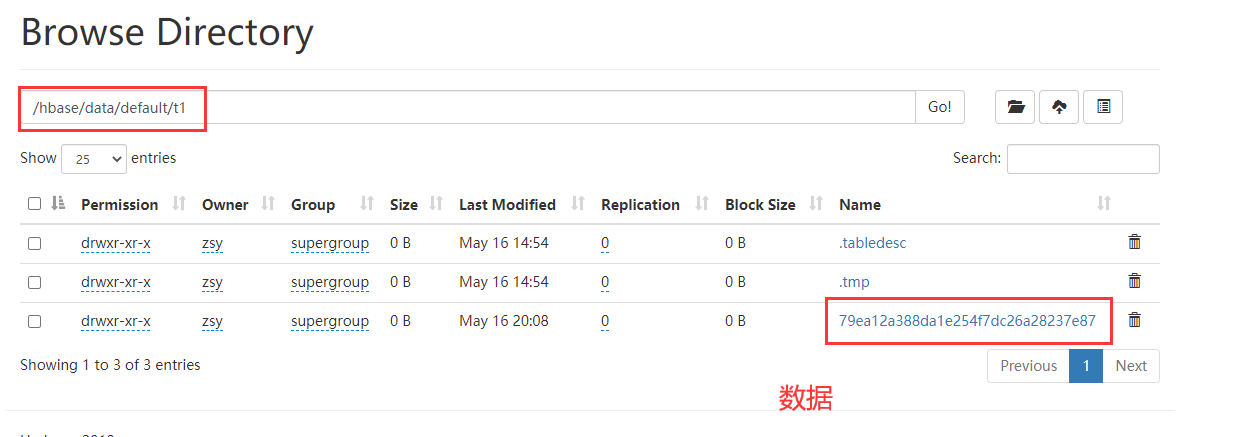 Browse Directory
/hbase/data/default/t1 Go!
Show 25 entries Search:
Permission Owner Group Size Last Modified Replication Block Size Name
drwxr-xr-x zsy supergroup 0 B May 16 14:54 0 0 B .tabledesc
drwxr-xr-x zsy supergroup 0 B May 16 14:54 0 0 B .tmp
drwxr-xr-x zsy supergroup 0 B May 16 20:08 0 0 B 79ea12a388da1e254f7dc26a28237e87
Showing 1 to 3 of 3 entries Previous 1 Next
数据